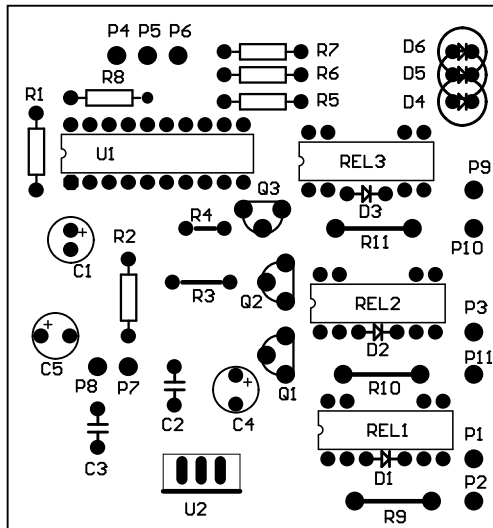 P4 P5 P6
R7
D6
R6
D5
R8
R5
D4
R1
U1
REL3
P9
Q3
D3
R4
R11
P10
R2
C1
R3
Q2
REL2
P3
D2
P11
C5
P8 P7
R10
Q1
C2
C4
REL1
P1
C3
D1
P2
U2
R9
+
+
+